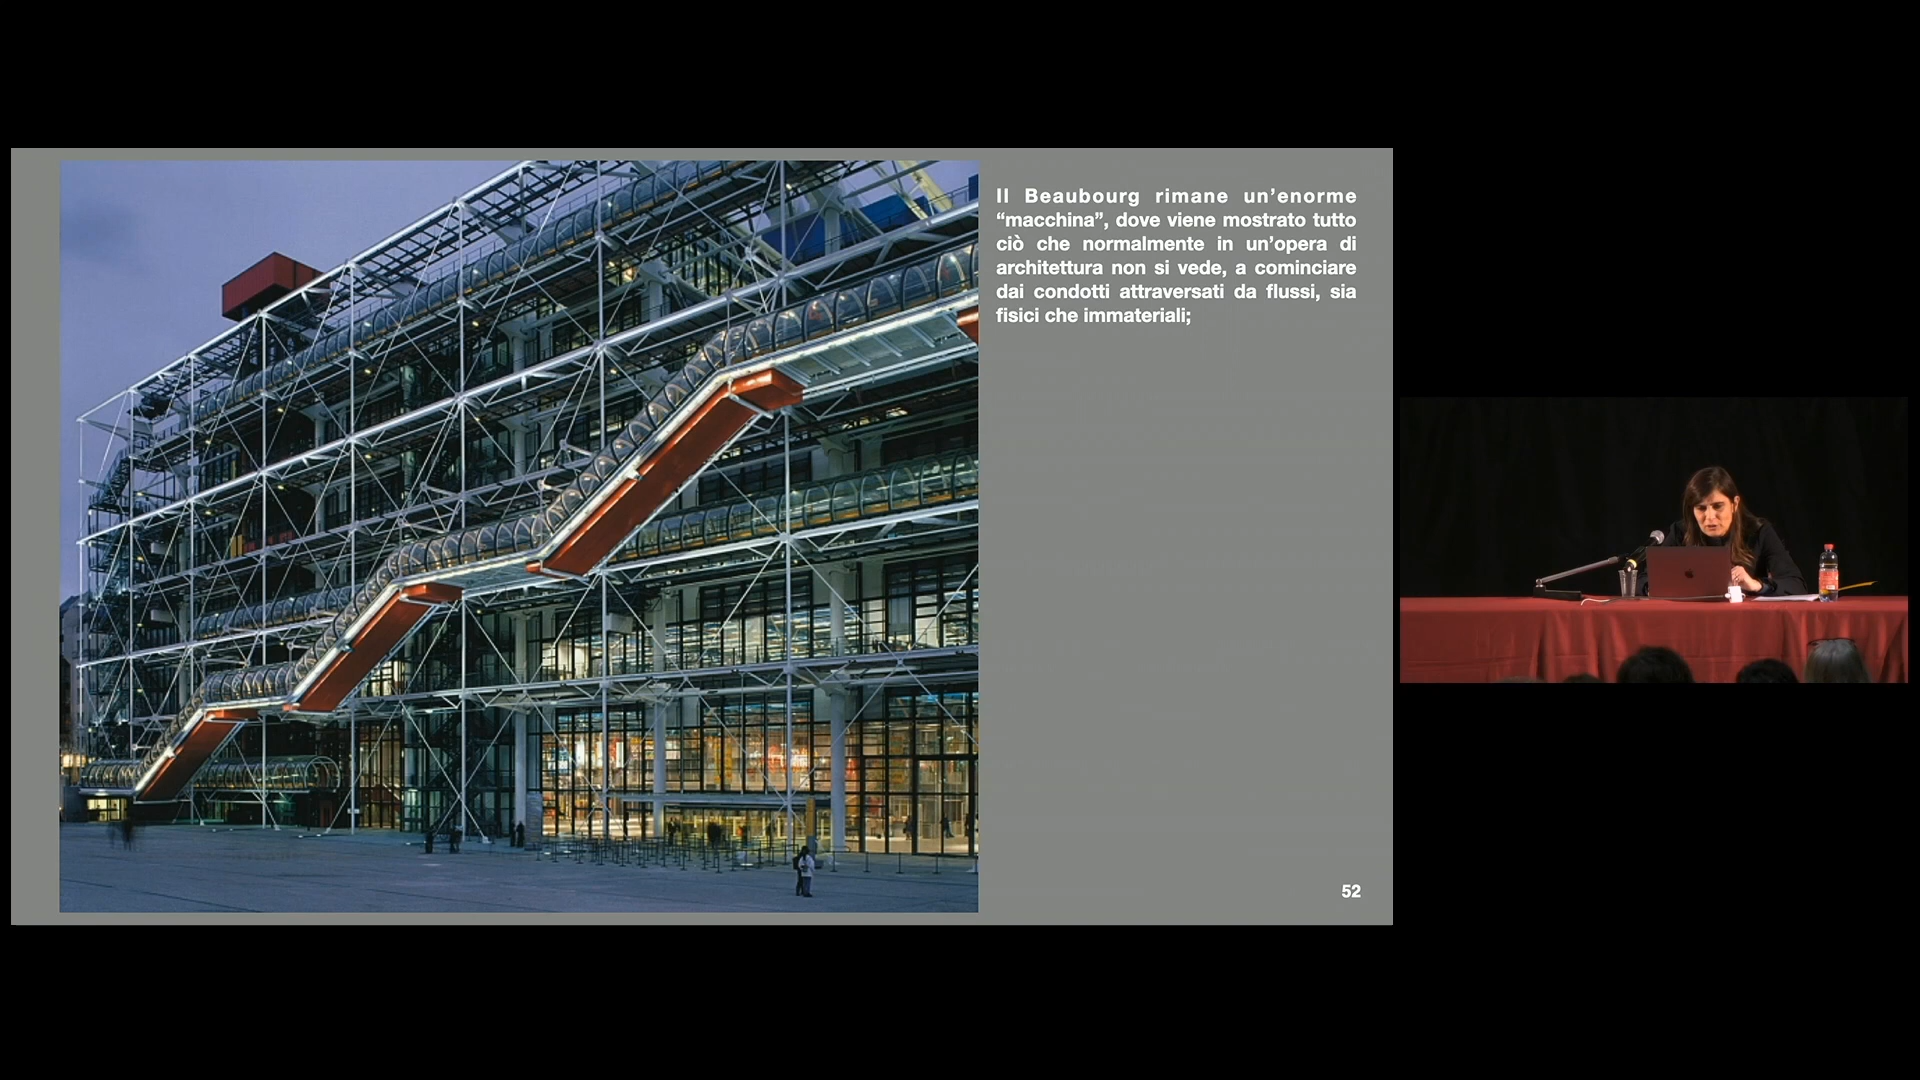 Il Beaubourg rimane un’enorme
“macchina”, dove viene mostrato tutto
ciò che normalmente in un’opera di
architettura non si vede, a cominciare
dai condotti attraversati da flussi, sia
fisici che immateriali;
52